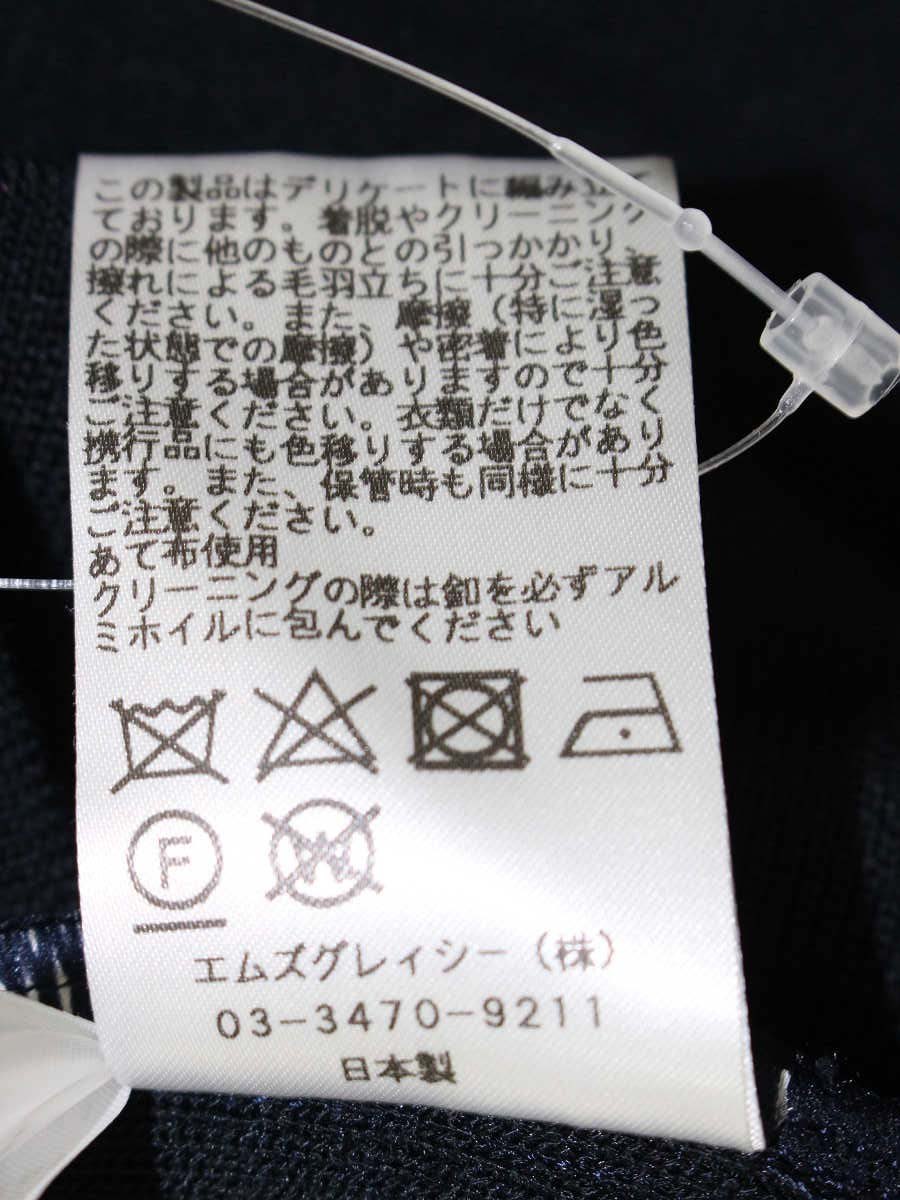 この製品はデリケートに編み立
ております。着脱やクリーニング
の際に他のものとの引っかかり、
擦れによる毛羽立ちに十分ご注意
ください。また、摩擦（特に湿っ
た状態での摩擦）や密着により色
移りする場合があります。十分
ご注意ください。衣類だけでなく
携行品にも色移りする場合があり
ます。また、保管時も同様に十分
ご注意ください。
あて布使用
クリーニングの際は釦を必ずアル
ミホイルに包んでください
F
W
エムズグレイシー（株）
03-3470-9211
日本製